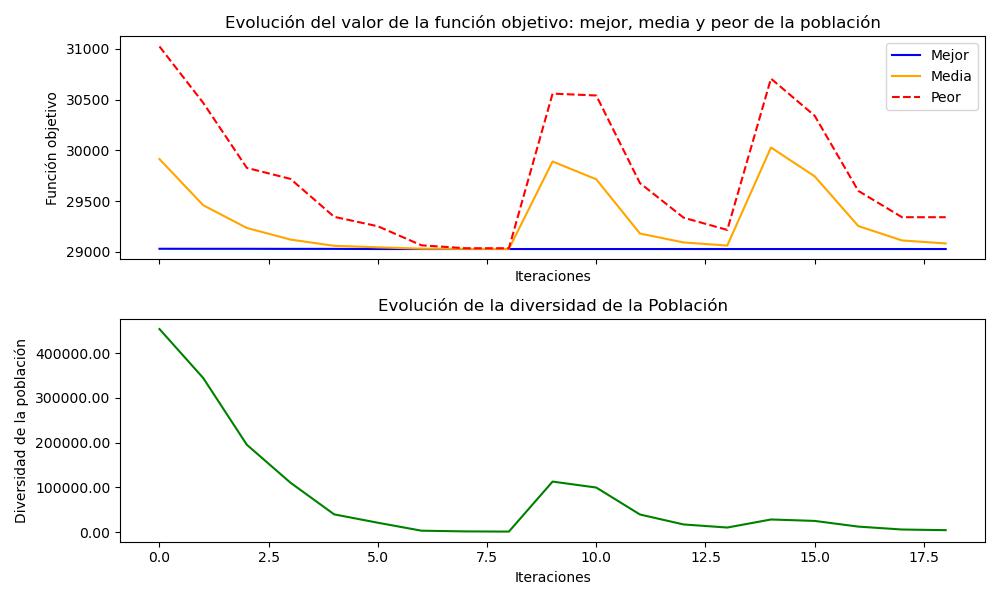 Evolución del valor de la función objetivo: mejor, media y peor de la población
31000
30500
30000
29500
29000
Función objetivo
Mejor
Media
Peor
Iteraciones
Evolución de la diversidad de la Población
400000.00
300000.00
200000.00
100000.00
0.00
Diversidad de la población
0.0 2.5 5.0 7.5 10.0 12.5 15.0 17.5
Iteraciones